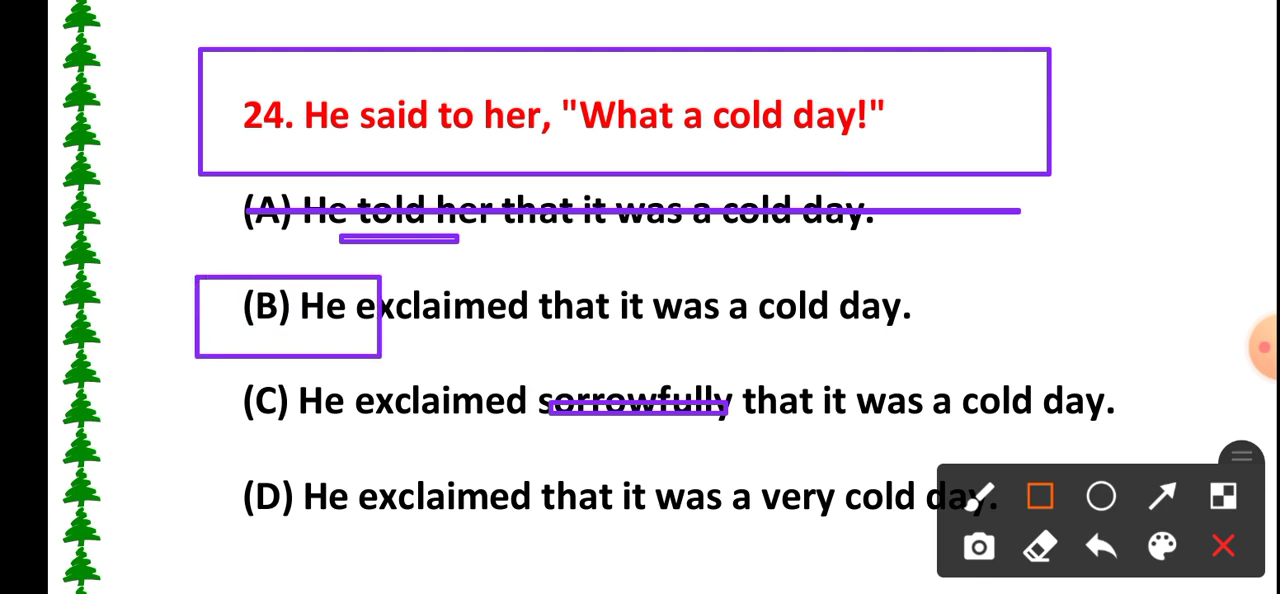 24. He said to her, "What a cold day!"
(A) He told her that it was a cold day.
(B) He exclaimed that it was a cold day.
(C) He exclaimed sorrowfully that it was a cold day.
(D) He exclaimed that it was a very cold day.